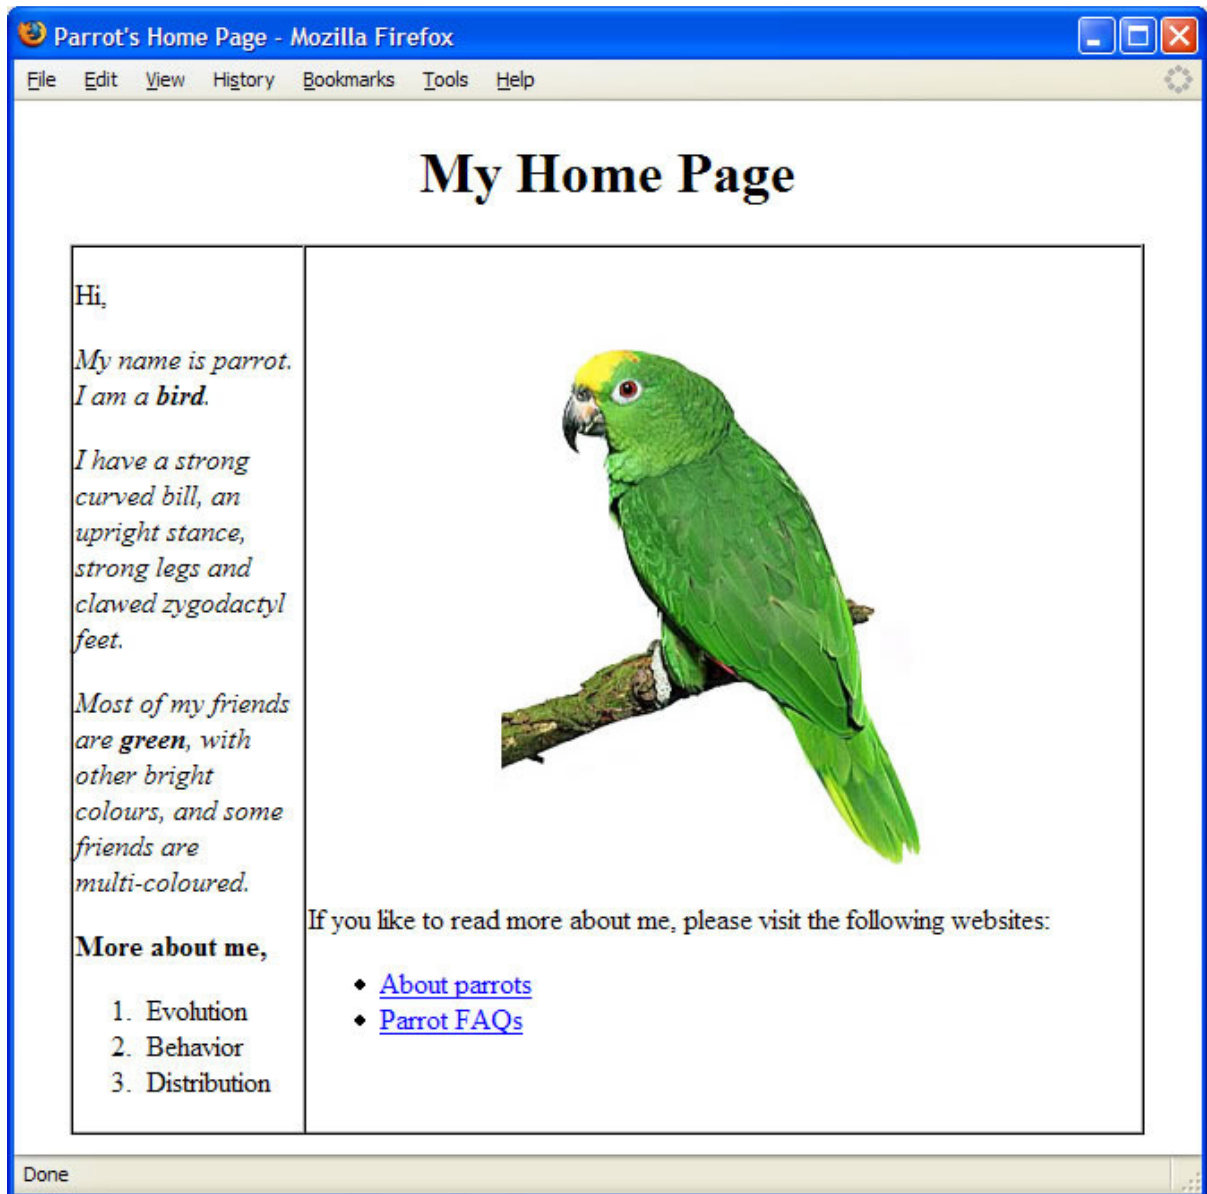 Parrot's Home Page - Mozilla Firefox
File Edit View History Bookmarks Tools Help
My Home Page
Hi,
My name is parrot.
I am a bird.
I have a strong
curved bill, an
upright stance,
strong legs and
clawed zygodactyl
feet.
Most of my friends
are green, with
other bright
colours, and some
friends are
multi-coloured.
More about me,
1. Evolution
2. Behavior
3. Distribution
If you like to read more about me, please visit the following websites:
• About parrots
• Parrot FAQs
Done